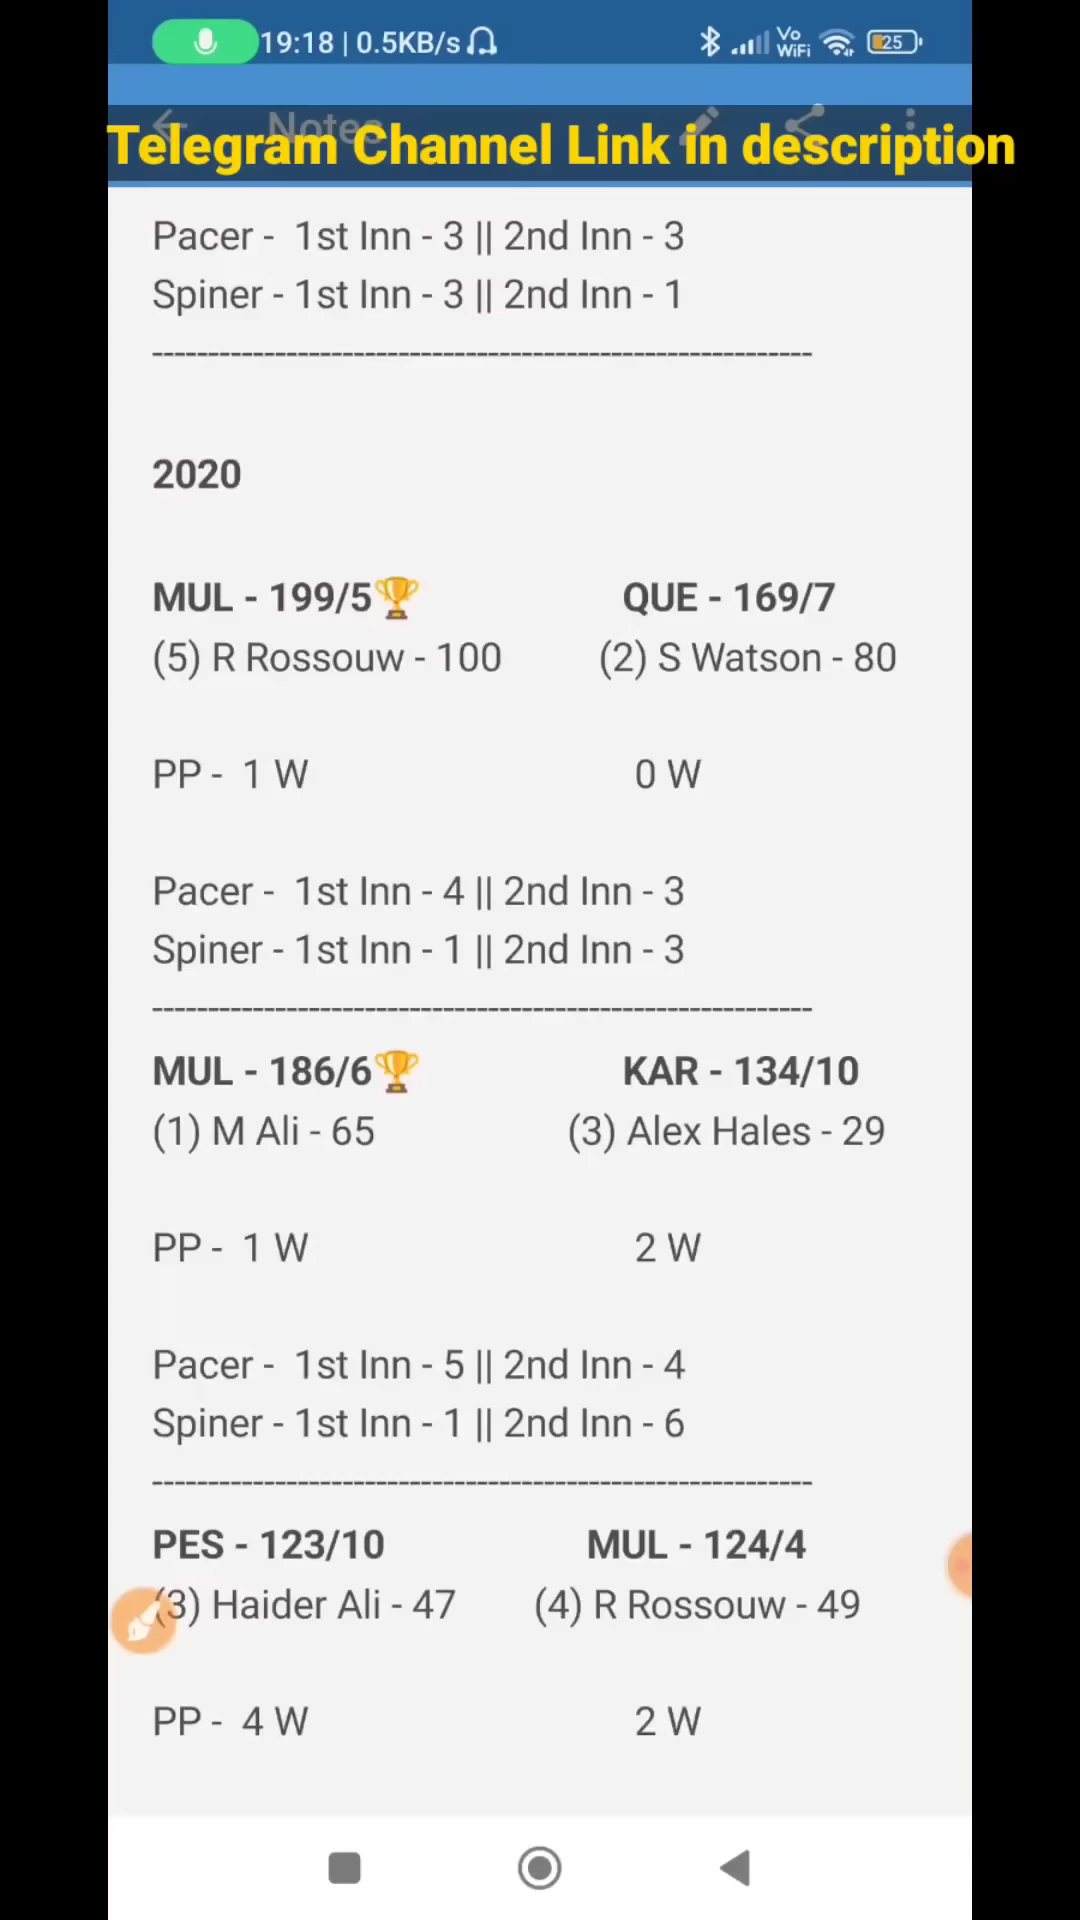 19:18 | 0.5KB/s Vo WiFi 25
Notes
Telegram Channel Link in description
Pacer - 1st Inn - 3 || 2nd Inn - 3
Spiner - 1st Inn - 3 || 2nd Inn - 1
------------------------------------------------------------
2020
MUL - 199/5🏆 QUE - 169/7
(5) R Rossouw - 100 (2) S Watson - 80
PP - 1 W 0 W
Pacer - 1st Inn - 4 || 2nd Inn - 3
Spiner - 1st Inn - 1 || 2nd Inn - 3
------------------------------------------------------------
MUL - 186/6🏆 KAR - 134/10
(1) M Ali - 65 (3) Alex Hales - 29
PP - 1 W 2 W
Pacer - 1st Inn - 5 || 2nd Inn - 4
Spiner - 1st Inn - 1 || 2nd Inn - 6
------------------------------------------------------------
PES - 123/10 MUL - 124/4
(3) Haider Ali - 47 (4) R Rossouw - 49
PP - 4 W 2 W